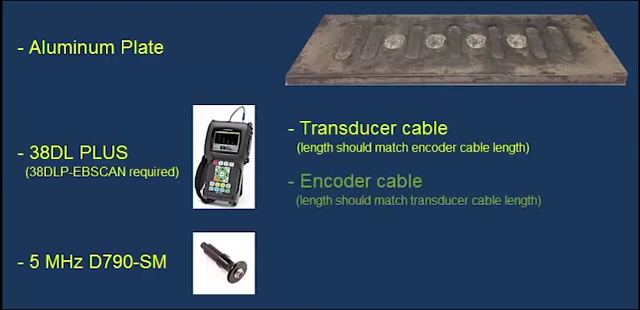 - Aluminum Plate
- 38DL PLUS
(38DLP-EBSCAN required)
- 5 MHz D790-SM
- Transducer cable
(length should match encoder cable length)
- Encoder cable
(length should match transducer cable length)